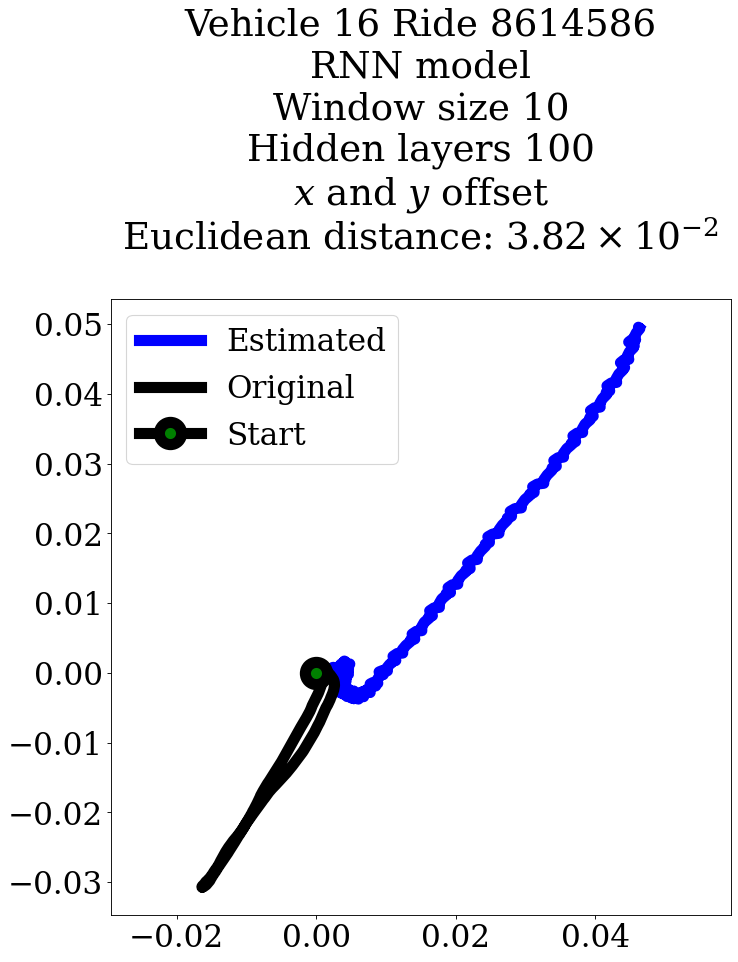 Vehicle 16 Ride 8614586
RNN model
Window size 10
Hidden layers 100
x and y offset
Euclidean distance: 3.82 × 10⁻²
Estimated
Original
Start
0.05
0.04
0.03
0.02
0.01
0.00
−0.01
−0.02
−0.03
−0.02 0.00 0.02 0.04